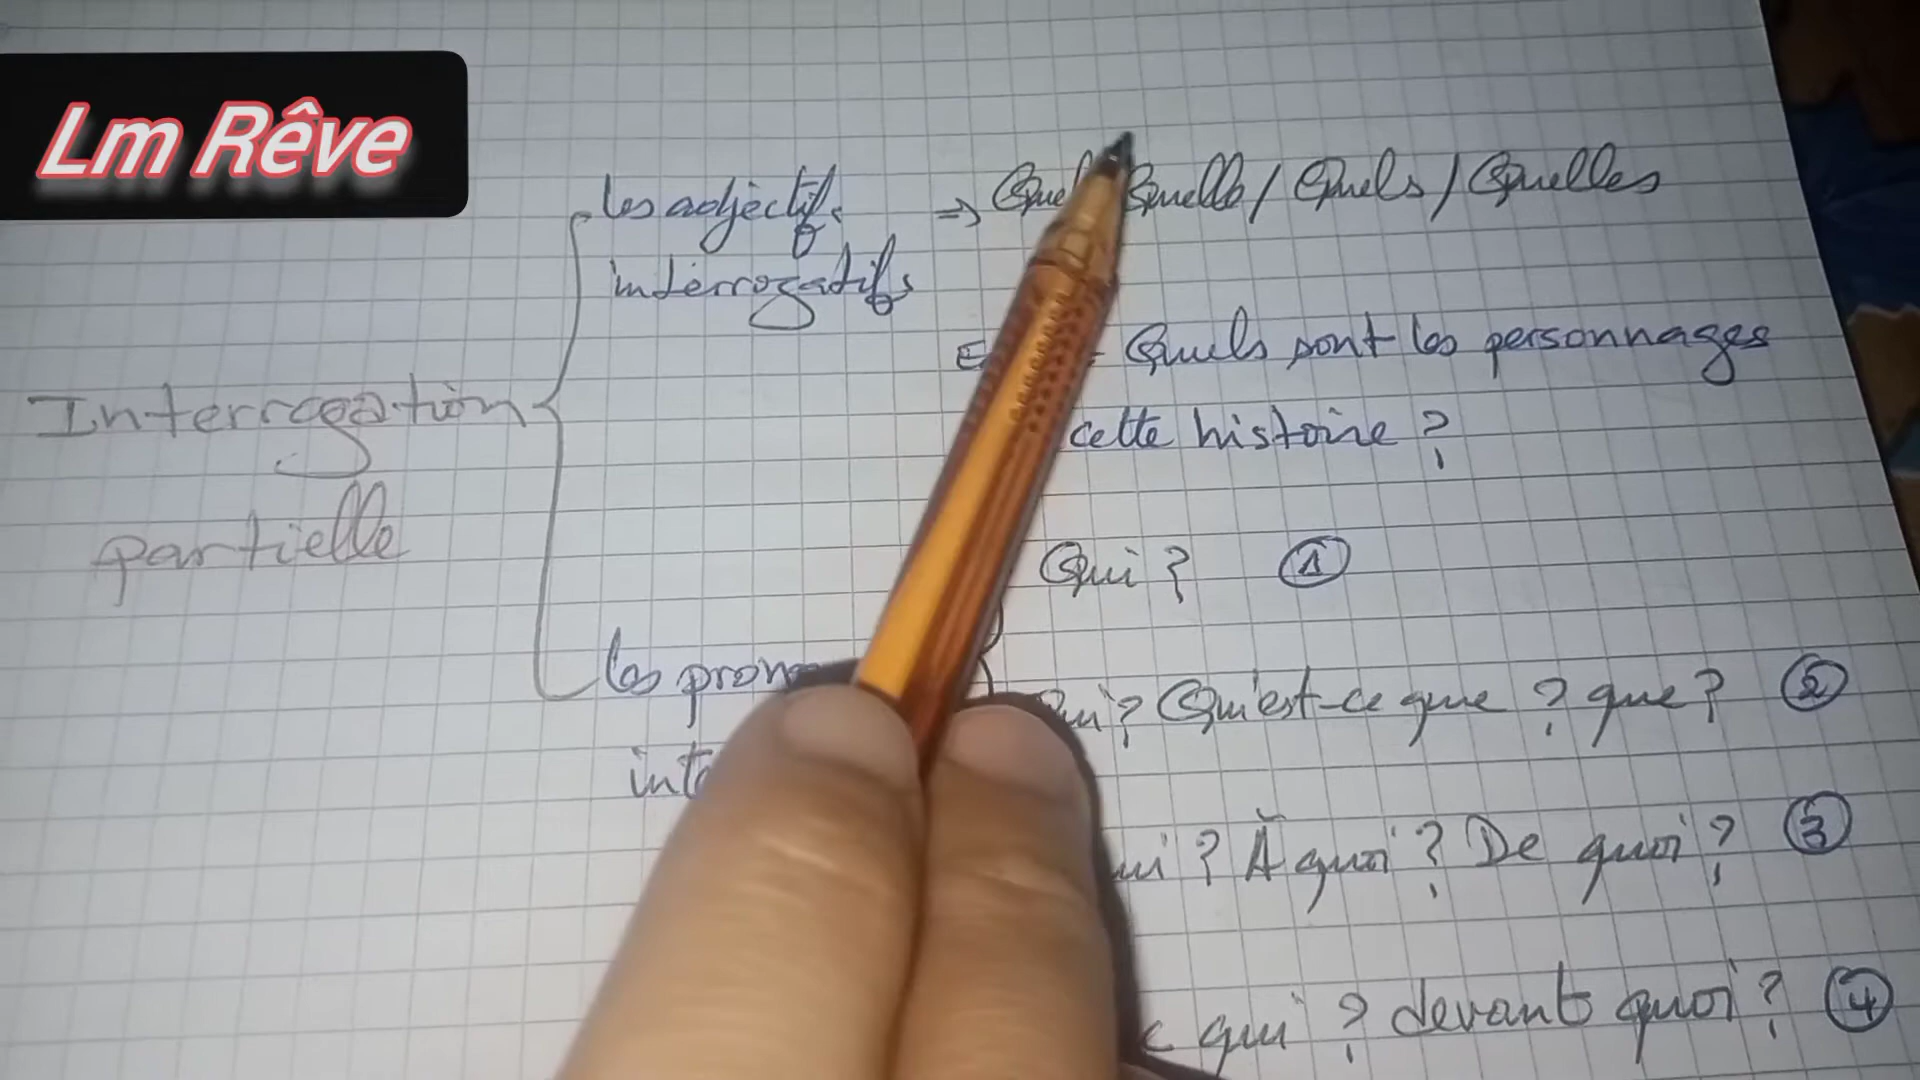 Lm Rêve
les adjectifs => Quel Quelle / Quels / Quelles
interrogatifs
- Quels sont les personnages
cette histoire ?
Interrogation
partielle
Qui ? 1
les
Qu'est-ce que ? que ? 2
À quoi ? De quoi ? 3
qui ? devant quoi ? 4